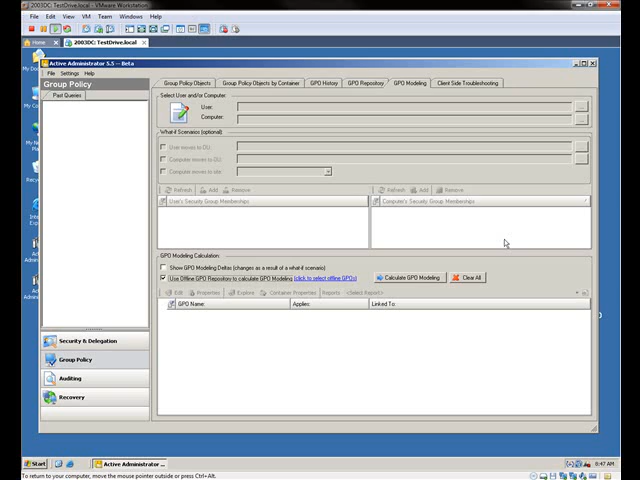 2003DC: TestDrive.local - VMware Workstation
Edit View VM Team Windows Help
Home 2003DC: TestDrive.local
Active Administrator 5.5 -- Beta
File Settings Help
Group Policy
Past Queries
Group Policy Objects Group Policy Objects by Container GPO History GPO Repository GPO Modeling Client Side Troubleshooting
Select User and/or Computer:
User: ...
Computer: ...
What-if Scenarios (optional):
User moves to OU:
Computer moves to OU:
Computer moves to site:
Refresh Add Remove Refresh Add Remove
User's Security Group Memberships Computer's Security Group Memberships
GPO Modeling Calculation:
Show GPO Modeling Deltas (changes as a result of a what-if scenario)
Use Offline GPO Repository to calculate GPO Modeling (click to select offline GPOs) Calculate GPO Modeling Clear All
Edit Properties Explore Container Properties Reports <Select Report>
GPO Name: Applies: Linked To:
Security & Delegation
Group Policy
Auditing
Recovery
Start Active Administrator ... 8:47 AM
To return to your computer, move the mouse pointer outside or press Ctrl+Alt.